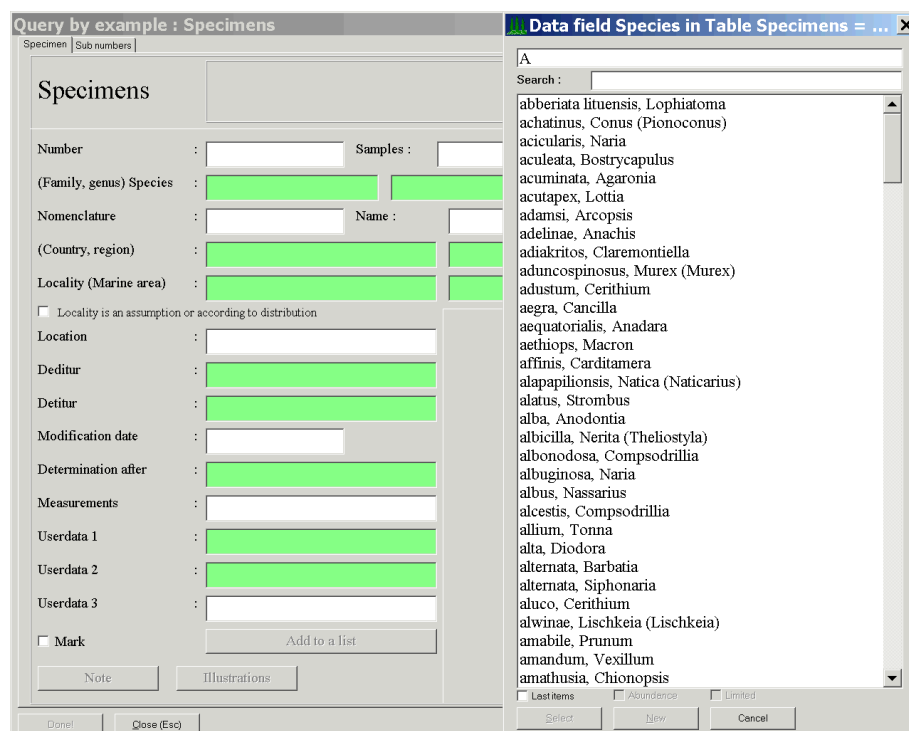 Query by example : Specimens
Specimen Sub numbers
Specimens
Number : Samples :
(Family, genus) Species :
Nomenclature : Name :
(Country, region) :
Locality (Marine area) :
Locality is an assumption or according to distribution
Location :
Deditur :
Detitur :
Modification date :
Determination after :
Measurements :
Userdata 1 :
Userdata 2 :
Userdata 3 :
Mark Add to a list
Note Illustrations
Done! Close (Esc)
Data field Species in Table Specimens = ...
A
Search :
abberiata lituensis, Lophiatoma
achatinus, Conus (Pionoconus)
acicularis, Naria
aculeata, Bostrycapulus
acuminata, Agaronia
acutapex, Lottia
adamsi, Arcopsis
adelinae, Anachis
adiakritos, Claremontiella
aduncospinosus, Murex (Murex)
adustum, Cerithium
aegra, Cancilla
aequatorialis, Anadara
aethiops, Macron
affinis, Carditamera
alapapilionsis, Natica (Naticarius)
alatus, Strombus
alba, Anodontia
albicilla, Nerita (Theliostyla)
albonodosa, Compsodrillia
albuginosa, Naria
albus, Nassarius
alcestis, Compsodrillia
allium, Tonna
alta, Diodora
alternata, Barbatia
alternata, Siphonaria
aluco, Cerithium
alwinae, Lischkeia (Lischkeia)
amabile, Prunum
amandum, Vexillum
amathusia, Chionopsis
Last items Abundance Limited
Select New Cancel